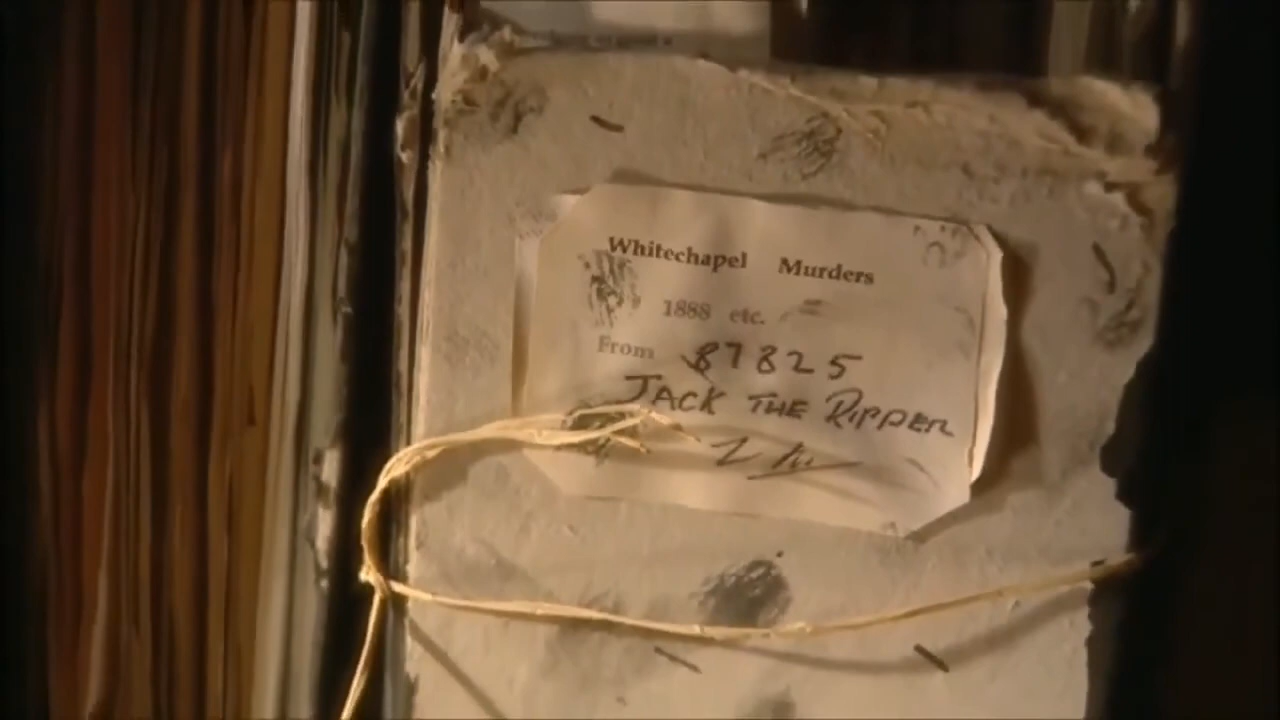 Whitechapel Murders
1888 etc.
From 87825
JACK THE RIPPER